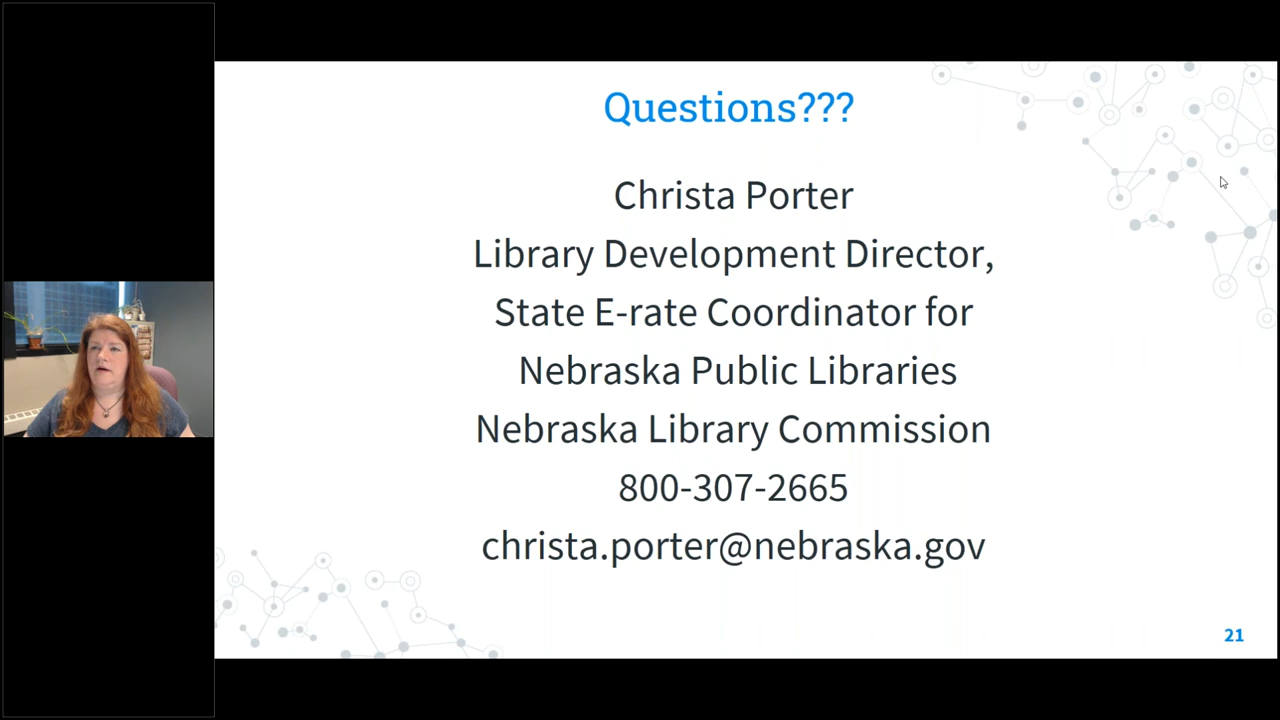 Questions???
Christa Porter
Library Development Director,
State E-rate Coordinator for
Nebraska Public Libraries
Nebraska Library Commission
800-307-2665
christa.porter@nebraska.gov
21